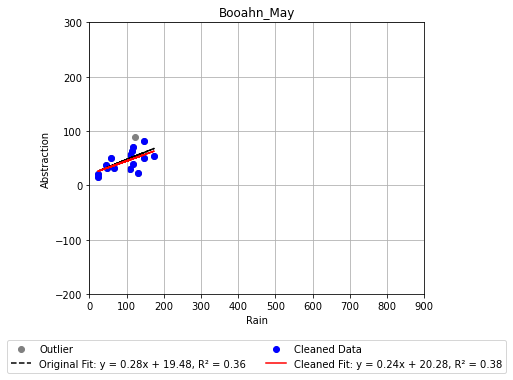 Booahn_May
300
200
100
0
−100
−200
Abstraction
0 100 200 300 400 500 600 700 800 900
Rain
Outlier Cleaned Data
Original Fit: y = 0.28x + 19.48, R² = 0.36 Cleaned Fit: y = 0.24x + 20.28, R² = 0.38